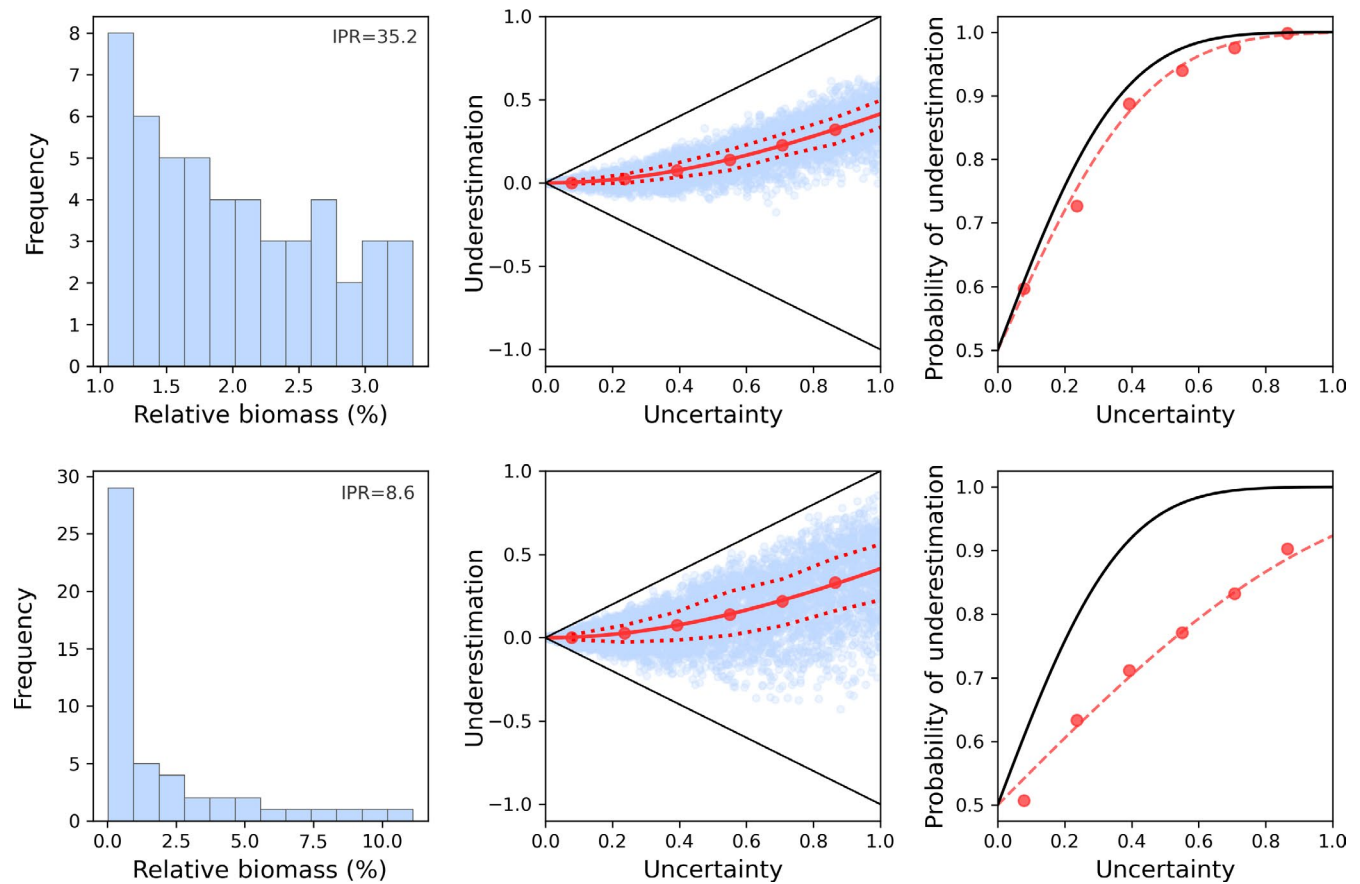 IPR=35.2
8
7
6
5
4
3
2
1
0
Frequency
1.0 1.5 2.0 2.5 3.0
Relative biomass (%)
1.0
0.5
0.0
−0.5
−1.0
Underestimation
0.0 0.2 0.4 0.6 0.8 1.0
Uncertainty
1.0
0.9
0.8
0.7
0.6
0.5
Probability of underestimation
0.0 0.2 0.4 0.6 0.8 1.0
Uncertainty
IPR=8.6
30
25
20
15
10
5
0
Frequency
0.0 2.5 5.0 7.5 10.0
Relative biomass (%)
1.0
0.5
0.0
−0.5
−1.0
Underestimation
0.0 0.2 0.4 0.6 0.8 1.0
Uncertainty
1.0
0.9
0.8
0.7
0.6
0.5
Probability of underestimation
0.0 0.2 0.4 0.6 0.8 1.0
Uncertainty